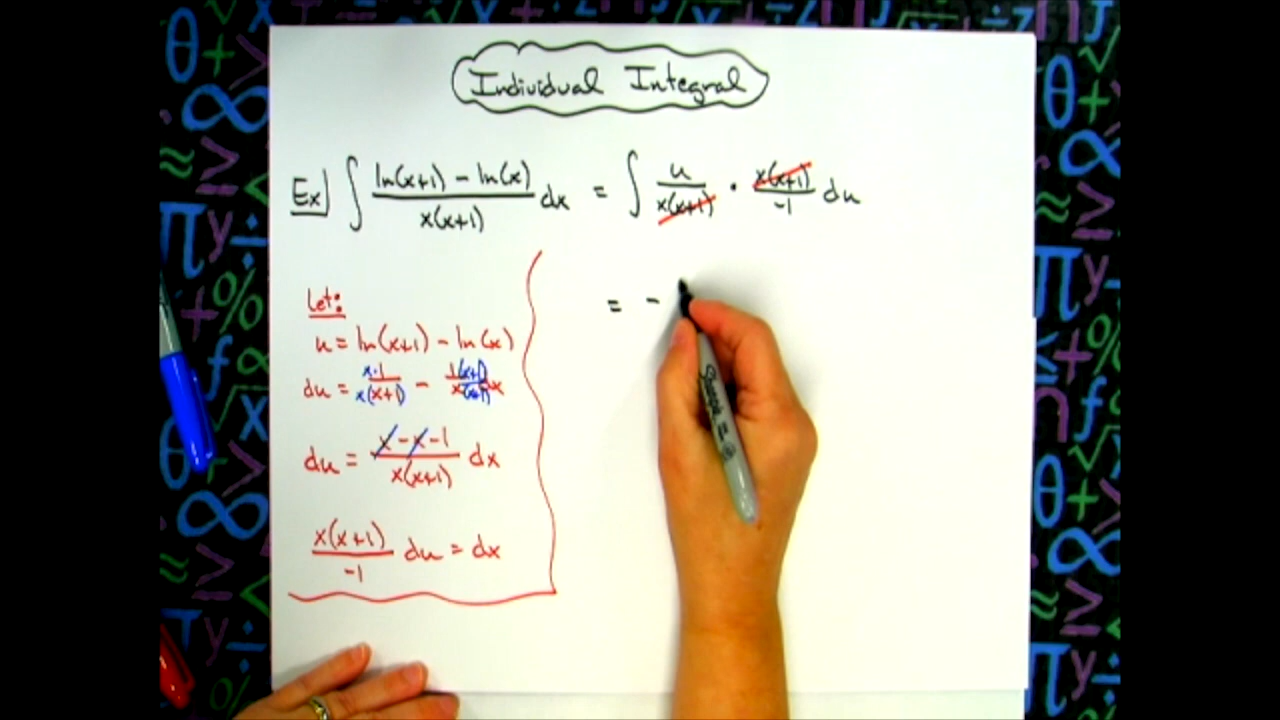 Individual Integral
Ex) ∫ (ln(x+1) - ln(x))/(x(x+1)) dx = ∫ u/(x(x+1)) · (x(x+1))/(-1) du
= -
Let:
u = ln(x+1) - ln(x)
du = (x·1)/(x(x+1)) - (1(x+1))/(x(x+1)) dx
du = (x - x - 1)/(x(x+1)) dx
(x(x+1))/(-1) du = dx
Sharpie